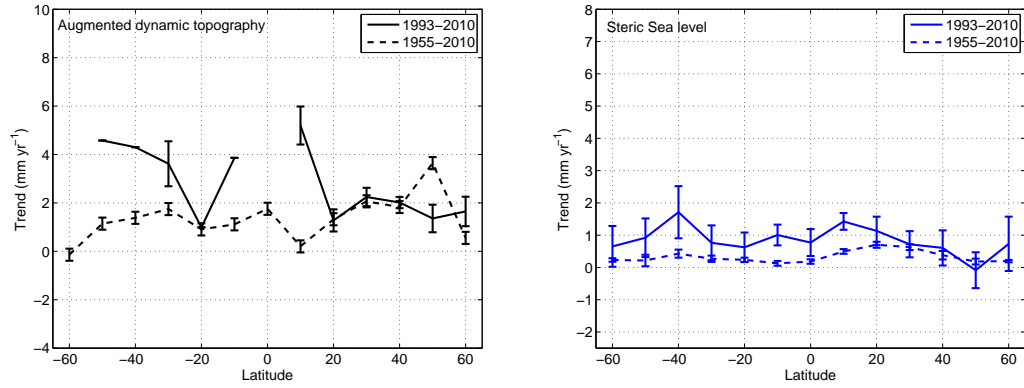 Augmented dynamic topography
1993−2010
1955−2010
Trend (mm yr−1)
10
8
6
4
2
0
−2
−4
−60 −40 −20 0 20 40 60
Latitude
Steric Sea level
1993−2010
1955−2010
Trend (mm yr−1)
8
7
6
5
4
3
2
1
0
−1
−2
−60 −40 −20 0 20 40 60
Latitude